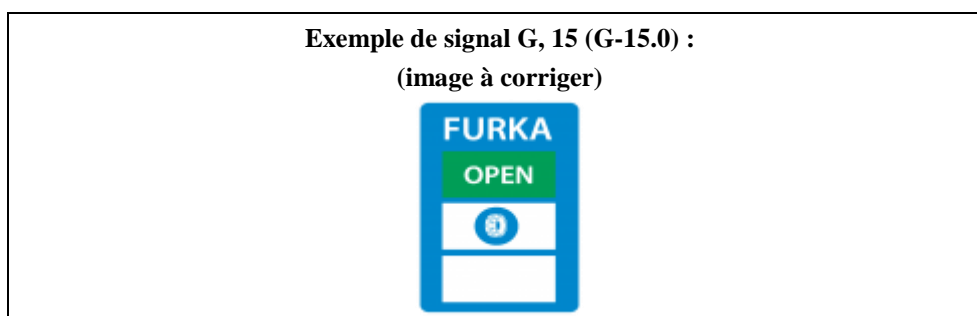 Exemple de signal G, 15 (G-15.0) :
(image à corriger)
FURKA
OPEN